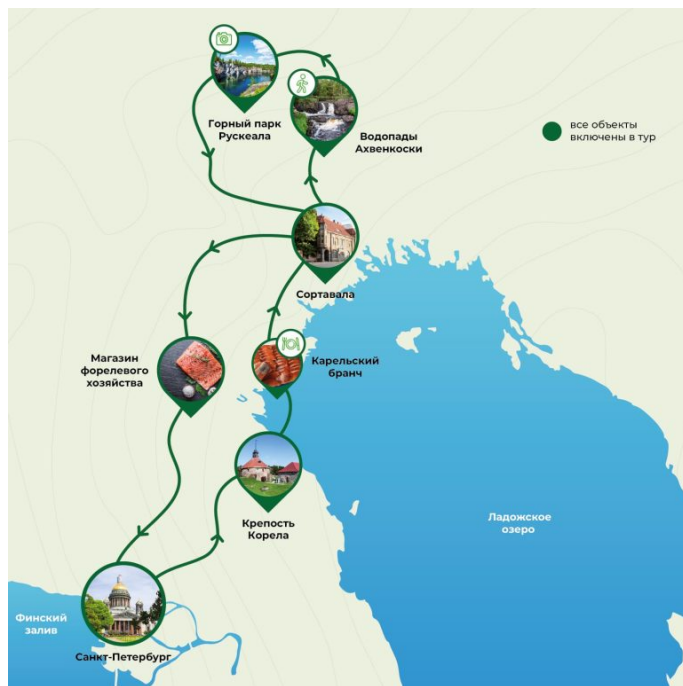 Горный парк
Рускеала
Водопады
Ахвенкоски
все объекты
включены в тур
Сортавала
Магазин
форелевого
хозяйства
Карельский
бранч
Крепость
Корела
Ладожское
озеро
Финский
залив
Санкт-Петербург